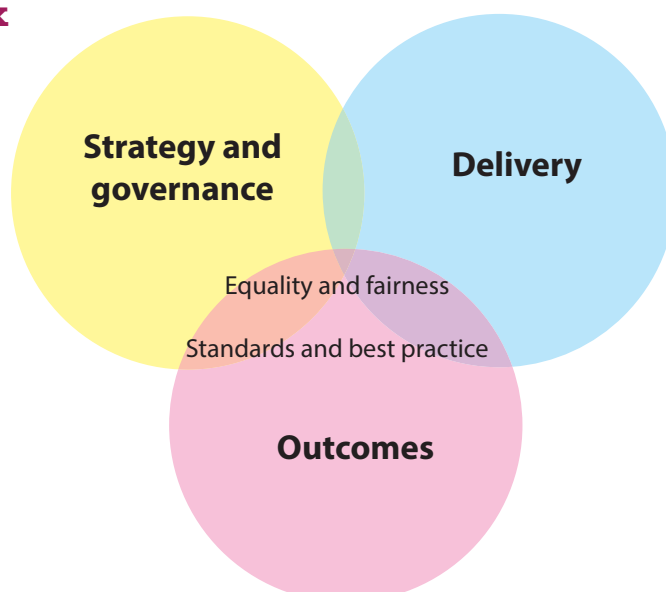 Strategy and
governance
Delivery
Equality and fairness
Standards and best practice
Outcomes